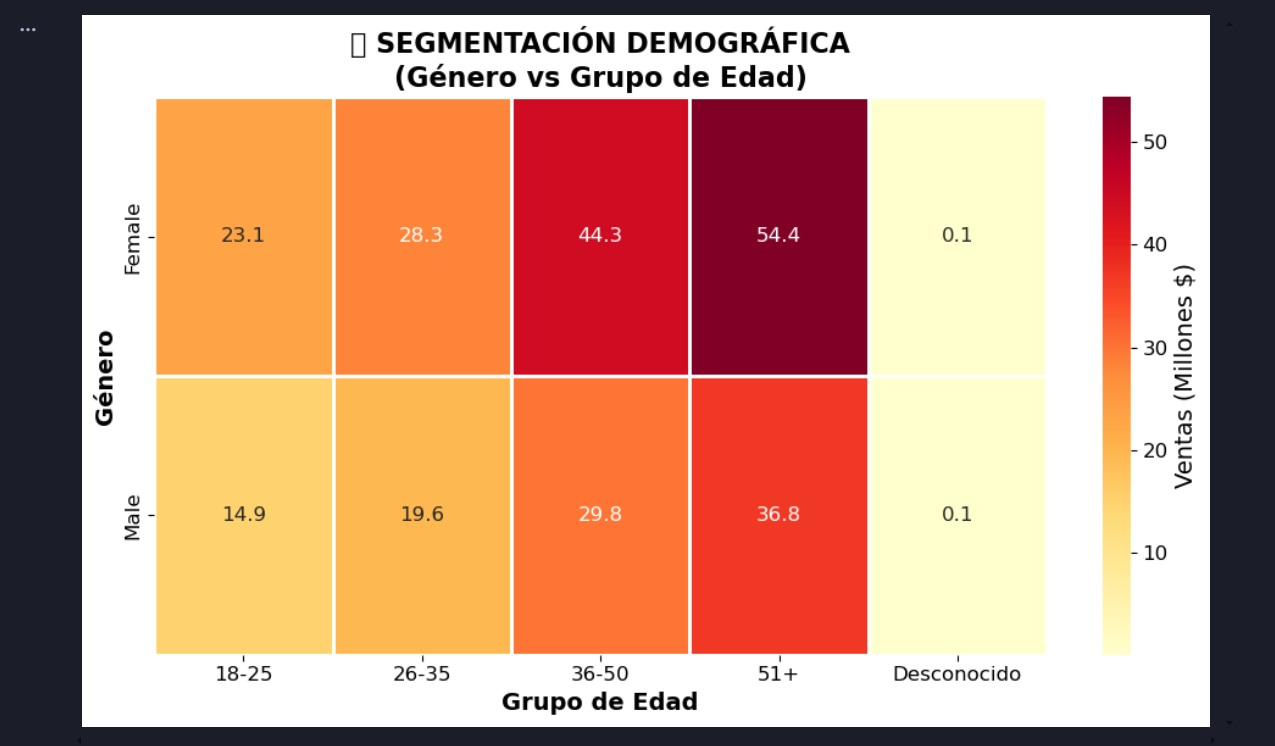 ...
▯ SEGMENTACIÓN DEMOGRÁFICA
(Género vs Grupo de Edad)
Género
Female
23.1 28.3 44.3 54.4 0.1
Male
14.9 19.6 29.8 36.8 0.1
18-25 26-35 36-50 51+ Desconocido
Grupo de Edad
50
40
30
20
10
Ventas (Millones $)